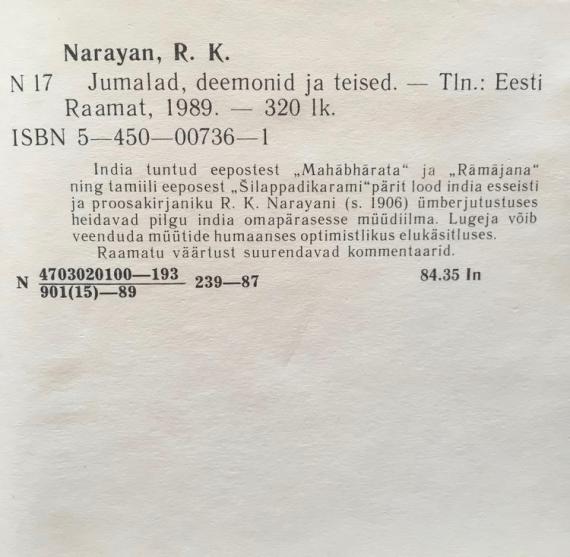 Narayan, R. K.
N 17 Jumalad, deemonid ja teised. — Tln.: Eesti
Raamat, 1989. — 320 lk.
ISBN 5—450—00736—1
India tuntud eepostest „Mahābhārata“ ja „Rāmājana“
ning tamiili eeposest „Šilappadikarami“pärit lood india esseisti
ja proosakirjaniku R. K. Narayani (s. 1906) ümberjutustuses
heidavad pilgu india omapärasesse müüdiilma. Lugeja võib
veenduda müütide humaanses optimistlikus elukäsitluses.
Raamatu väärtust suurendavad kommentaarid.
N 4703020100—193 239—87 84.35 In
901(15)—89